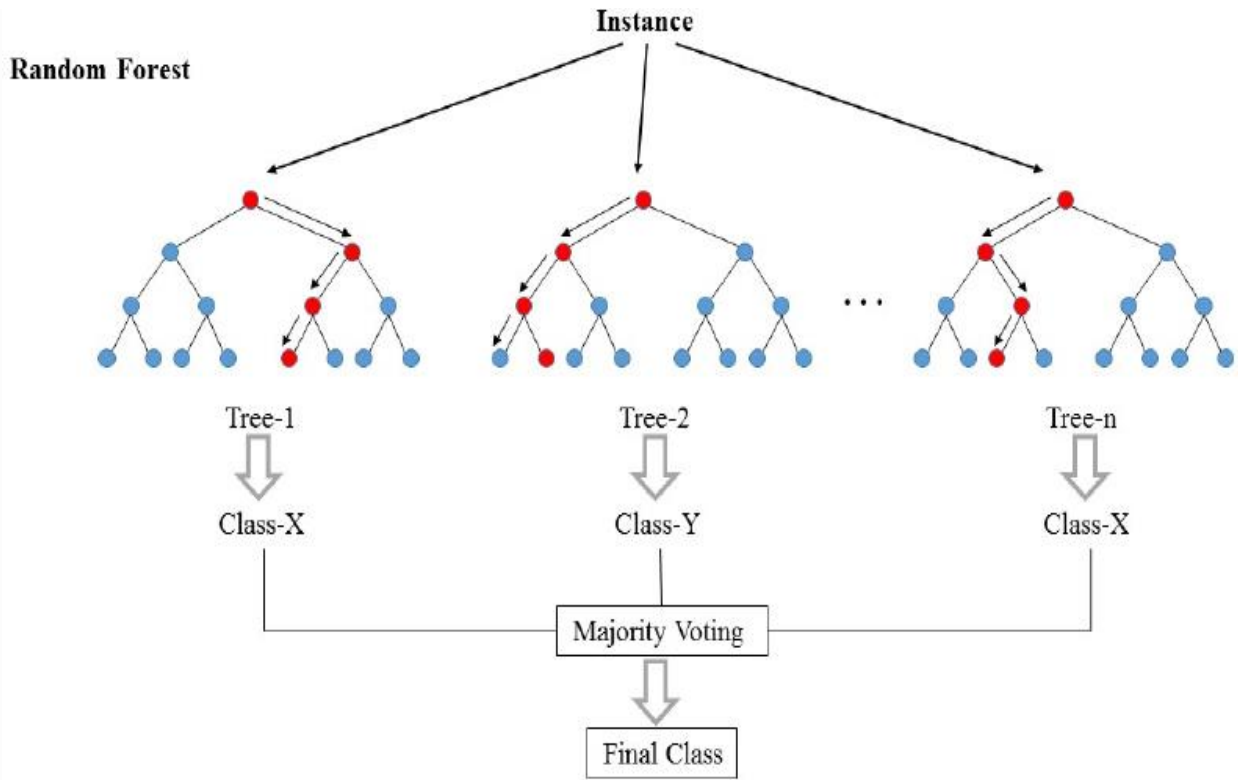 Instance
Random Forest
...
Tree-1
Tree-2
Tree-n
Class-X
Class-Y
Class-X
Majority Voting
Final Class